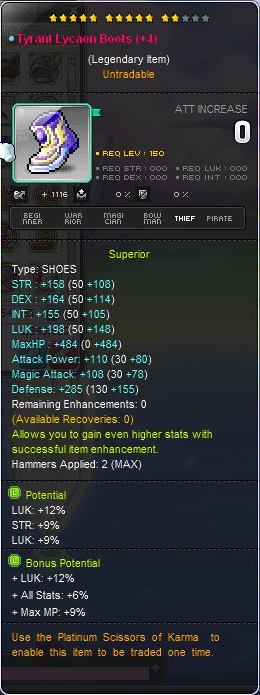 Tyrant Lycaon Boots (+4)
(Legendary Item)
Untradable
ATT INCREASE
0
REQ LEV : 150
REQ STR : 000 REQ LUK : 000
REQ DEX : 000 REQ INT : 000
+ 1116 0 % 0 %
BEGINNER WARRIOR MAGICIAN BOWMAN THIEF PIRATE
Superior
Type: SHOES
STR : +158 (50 +108)
DEX : +164 (50 +114)
INT : +155 (50 +105)
LUK : +198 (50 +148)
MaxHP : +484 (0 +484)
Attack Power: +110 (30 +80)
Magic Attack: +108 (30 +78)
Defense: +285 (130 +155)
Remaining Enhancements: 0
(Available Recoveries: 0)
Allows you to gain even higher stats with
successful item enhancement.
Hammers Applied: 2 (MAX)
L Potential
LUK: +12%
STR: +9%
LUK: +9%
L Bonus Potential
+ LUK: +12%
+ All Stats: +6%
+ Max MP: +9%
Use the Platinum Scissors of Karma to
enable this item to be traded one time.